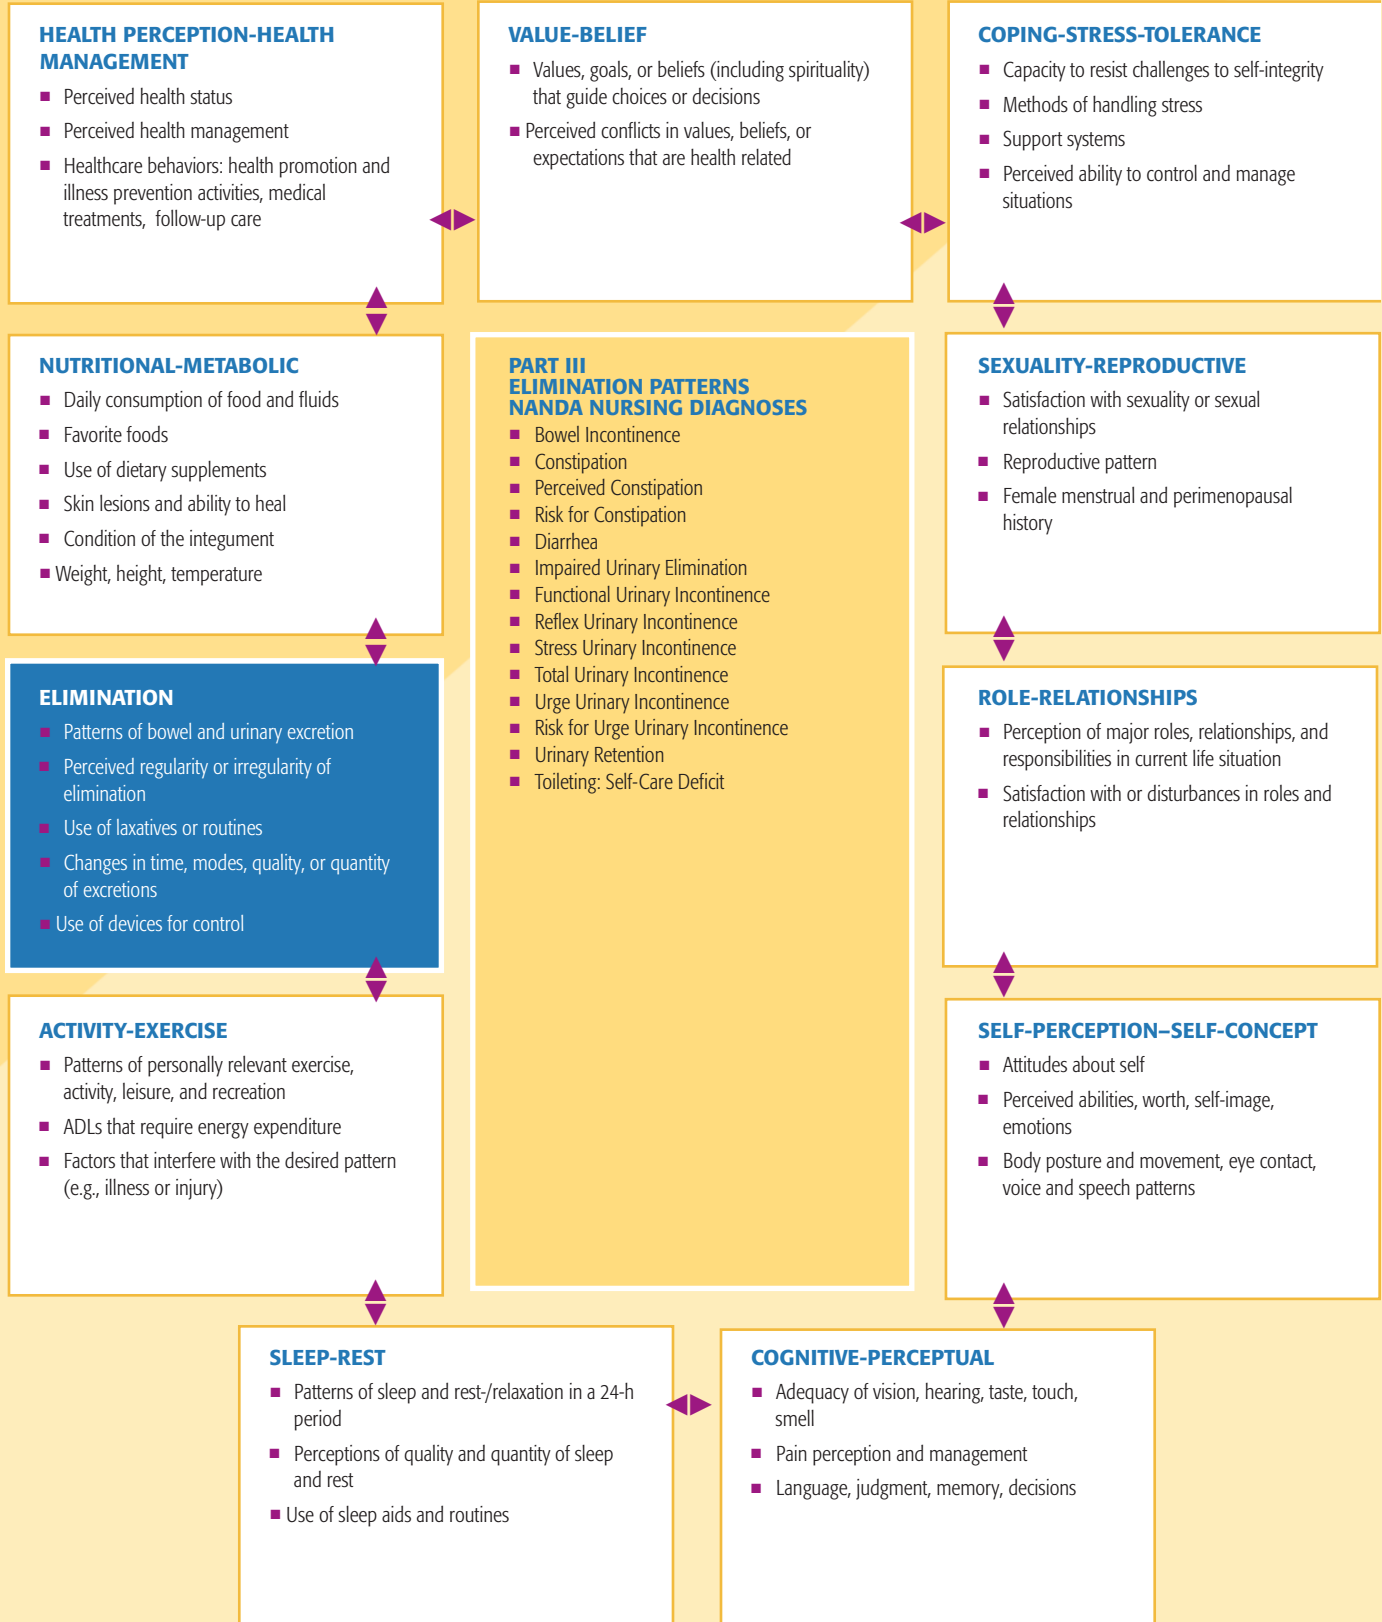 HEALTH PERCEPTION-HEALTH
MANAGEMENT
■ Perceived health status
■ Perceived health management
■ Healthcare behaviors: health promotion and
illness prevention activities, medical
treatments, follow-up care
VALUE-BELIEF
■ Values, goals, or beliefs (including spirituality)
that guide choices or decisions
■ Perceived conflicts in values, beliefs, or
expectations that are health related
COPING-STRESS-TOLERANCE
■ Capacity to resist challenges to self-integrity
■ Methods of handling stress
■ Support systems
■ Perceived ability to control and manage
situations
NUTRITIONAL-METABOLIC
■ Daily consumption of food and fluids
■ Favorite foods
■ Use of dietary supplements
■ Skin lesions and ability to heal
■ Condition of the integument
■ Weight, height, temperature
PART III
ELIMINATION PATTERNS
NANDA NURSING DIAGNOSES
■ Bowel Incontinence
■ Constipation
■ Perceived Constipation
■ Risk for Constipation
■ Diarrhea
■ Impaired Urinary Elimination
■ Functional Urinary Incontinence
■ Reflex Urinary Incontinence
■ Stress Urinary Incontinence
■ Total Urinary Incontinence
■ Urge Urinary Incontinence
■ Risk for Urge Urinary Incontinence
■ Urinary Retention
■ Toileting: Self-Care Deficit
SEXUALITY-REPRODUCTIVE
■ Satisfaction with sexuality or sexual
relationships
■ Reproductive pattern
■ Female menstrual and perimenopausal
history
ELIMINATION
■ Patterns of bowel and urinary excretion
■ Perceived regularity or irregularity of
elimination
■ Use of laxatives or routines
■ Changes in time, modes, quality, or quantity
of excretions
■ Use of devices for control
ROLE-RELATIONSHIPS
■ Perception of major roles, relationships, and
responsibilities in current life situation
■ Satisfaction with or disturbances in roles and
relationships
ACTIVITY-EXERCISE
■ Patterns of personally relevant exercise,
activity, leisure, and recreation
■ ADLs that require energy expenditure
■ Factors that interfere with the desired pattern
(e.g., illness or injury)
SELF-PERCEPTION–SELF-CONCEPT
■ Attitudes about self
■ Perceived abilities, worth, self-image,
emotions
■ Body posture and movement, eye contact,
voice and speech patterns
SLEEP-REST
■ Patterns of sleep and rest-/relaxation in a 24-h
period
■ Perceptions of quality and quantity of sleep
and rest
■ Use of sleep aids and routines
COGNITIVE-PERCEPTUAL
■ Adequacy of vision, hearing, taste, touch,
smell
■ Pain perception and management
■ Language, judgment, memory, decisions